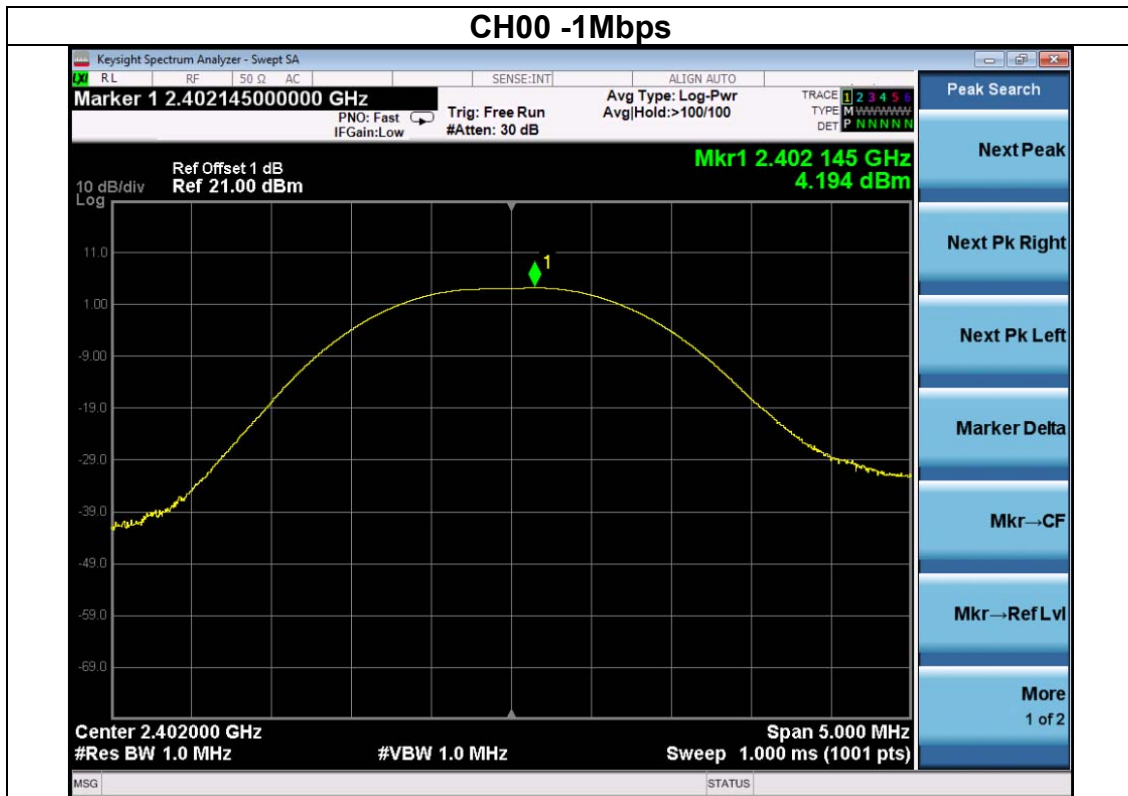 CH00 -1Mbps
Keysight Spectrum Analyzer - Swept SA
LXI RL RF 50 Ω AC SENSE:INT ALIGN AUTO
Marker 1 2.402145000000 GHz
PNO: Fast
IFGain:Low
Trig: Free Run
#Atten: 30 dB
Avg Type: Log-Pwr
Avg|Hold:>100/100
TRACE 1 2 3 4 5 6
TYPE M WWWWW
DET P N N N N N
Ref Offset 1 dB
10 dB/div Ref 21.00 dBm
Log
Mkr1 2.402 145 GHz
4.194 dBm
1
11.0
1.00
-9.00
-19.0
-29.0
-39.0
-49.0
-59.0
-69.0
Center 2.402000 GHz Span 5.000 MHz
#Res BW 1.0 MHz #VBW 1.0 MHz Sweep 1.000 ms (1001 pts)
MSG STATUS
Peak Search
Next Peak
Next Pk Right
Next Pk Left
Marker Delta
Mkr→CF
Mkr→Ref Lvl
More
1 of 2